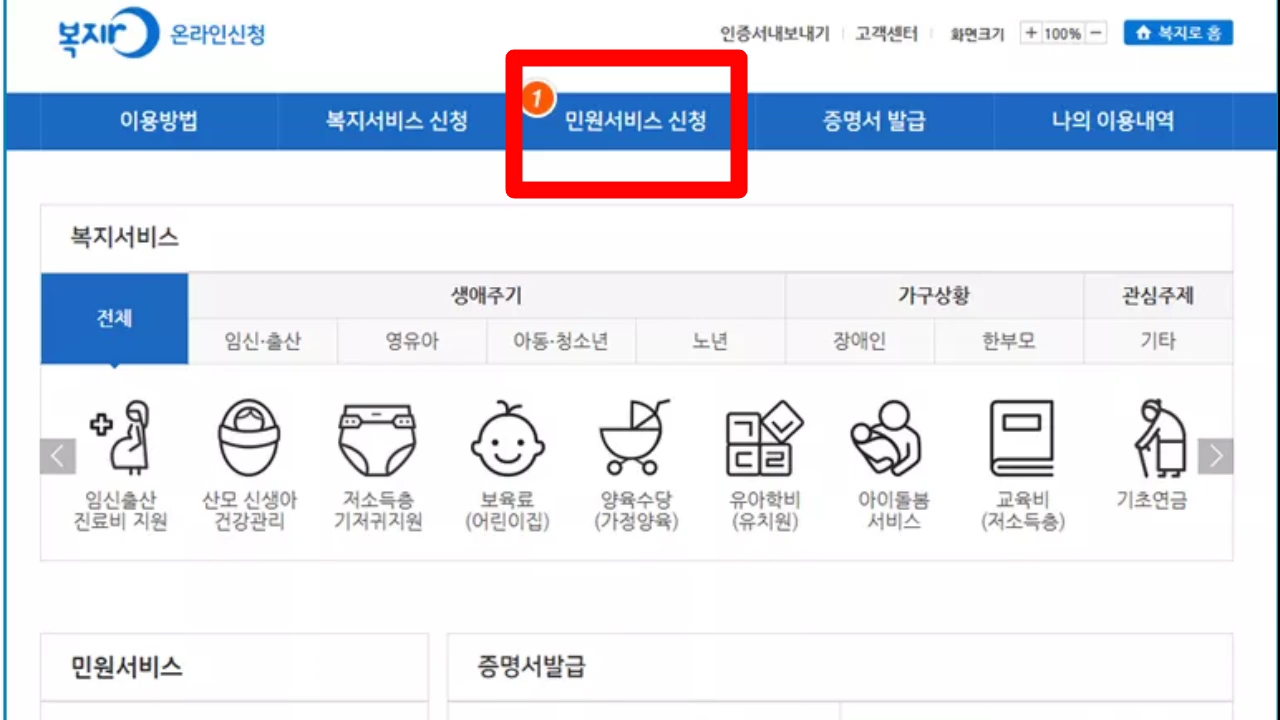 복지로 온라인신청
인증서내보내기 고객센터 화면크기 + 100% − 복지로 홈
1
이용방법 복지서비스 신청 민원서비스 신청 증명서 발급 나의 이용내역
복지서비스
전체 생애주기 가구상황 관심주제
임신·출산 영유아 아동·청소년 노년 장애인 한부모 기타
ㄱ
ㄷ ㄹ
임신출산 산모 신생아 저소득층 보육료 양육수당 유아학비 아이돌봄 교육비 기초연금
진료비 지원 건강관리 기저귀지원 (어린이집) (가정양육) (유치원) 서비스 (저소득층)
민원서비스 증명서발급